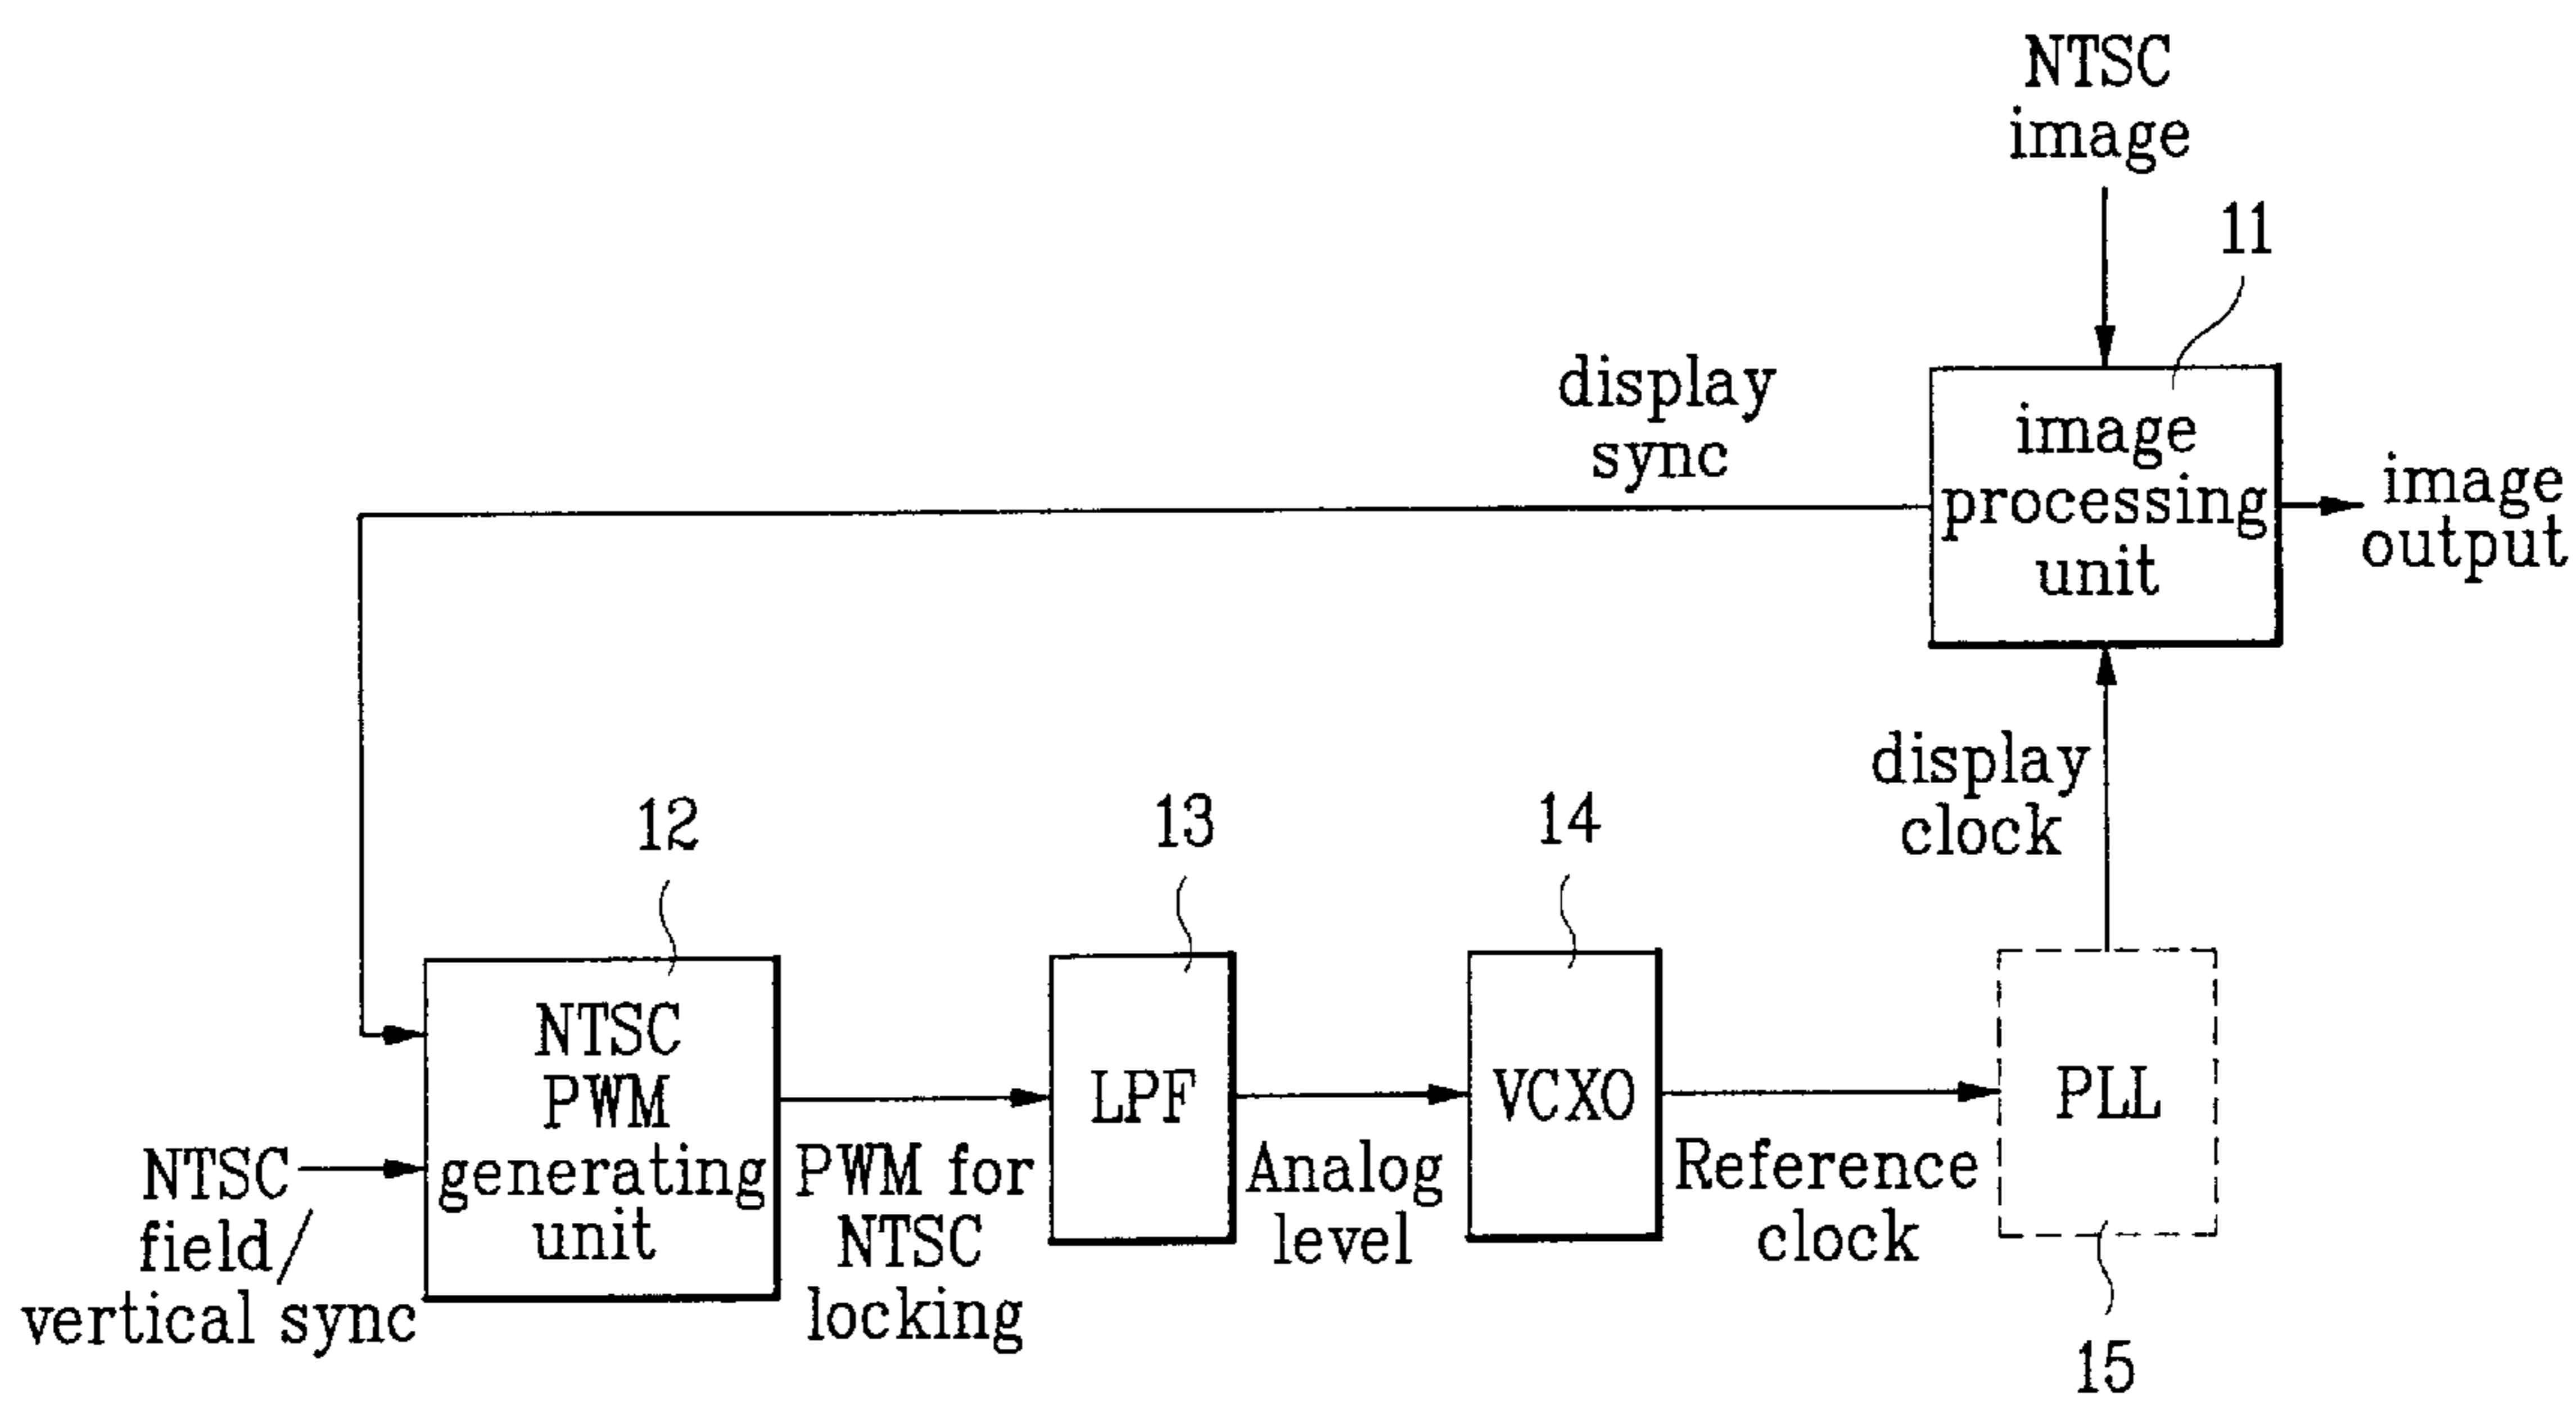 NTSC
image
11
display
sync
image
processing
unit
image
output
display
clock
12
13
14
NTSC
PWM
generating
unit
LPF
VCXO
PLL
NTSC
field/
vertical sync
PWM for
NTSC
locking
Analog
level
Reference
clock
15